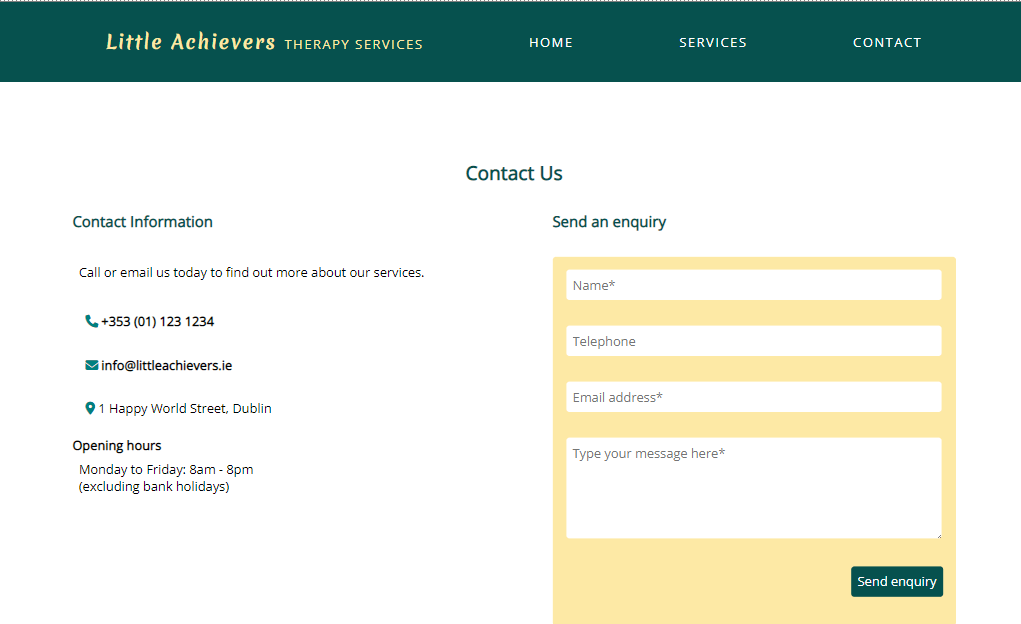 Little Achievers THERAPY SERVICES
HOME
SERVICES
CONTACT
Contact Us
Contact Information
Call or email us today to find out more about our services.
+353 (01) 123 1234
info@littleachievers.ie
1 Happy World Street, Dublin
Opening hours
Monday to Friday: 8am - 8pm
(excluding bank holidays)
Send an enquiry
Name*
Telephone
Email address*
Type your message here*
Send enquiry